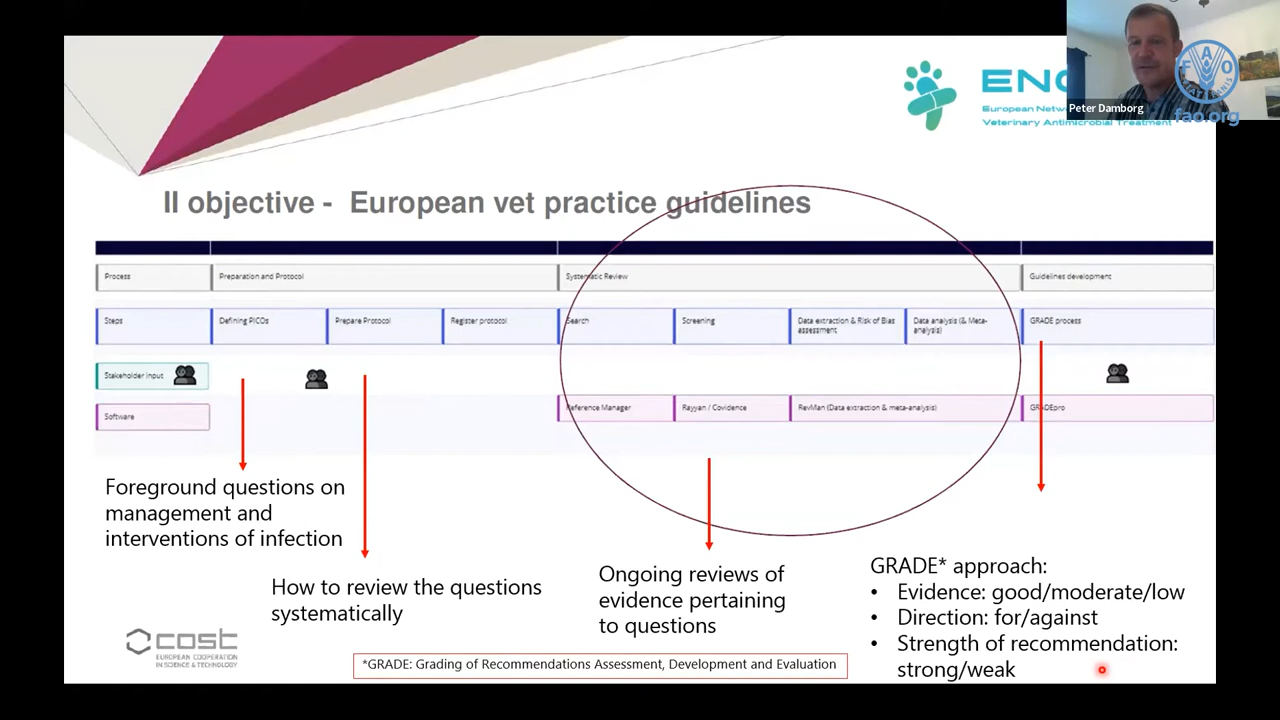 FAO
FIAT PANIS
fao.org
Peter Damborg
European
Veterinary Antimicrobial Treatment
II objective - European vet practice guidelines
Process
Preparation and Protocol
Systematic Review
Guidelines development
Steps
Defining PICOs
Prepare Protocol
Register protocol
Search
Screening
Data extraction & Risk of Bias
assessment
Data analysis (& Meta-
analysis)
GRADE process
Stakeholder input
Software
Reference Manager
Rayyan / Covidence
RevMan (Data extraction & meta-analysis)
GRADEpro
Foreground questions on
management and
interventions of infection
How to review the questions
systematically
Ongoing reviews of
evidence pertaining
to questions
GRADE* approach:
• Evidence: good/moderate/low
• Direction: for/against
• Strength of recommendation:
strong/weak
cost
EUROPEAN COOPERATION
IN SCIENCE & TECHNOLOGY
*GRADE: Grading of Recommendations Assessment, Development and Evaluation